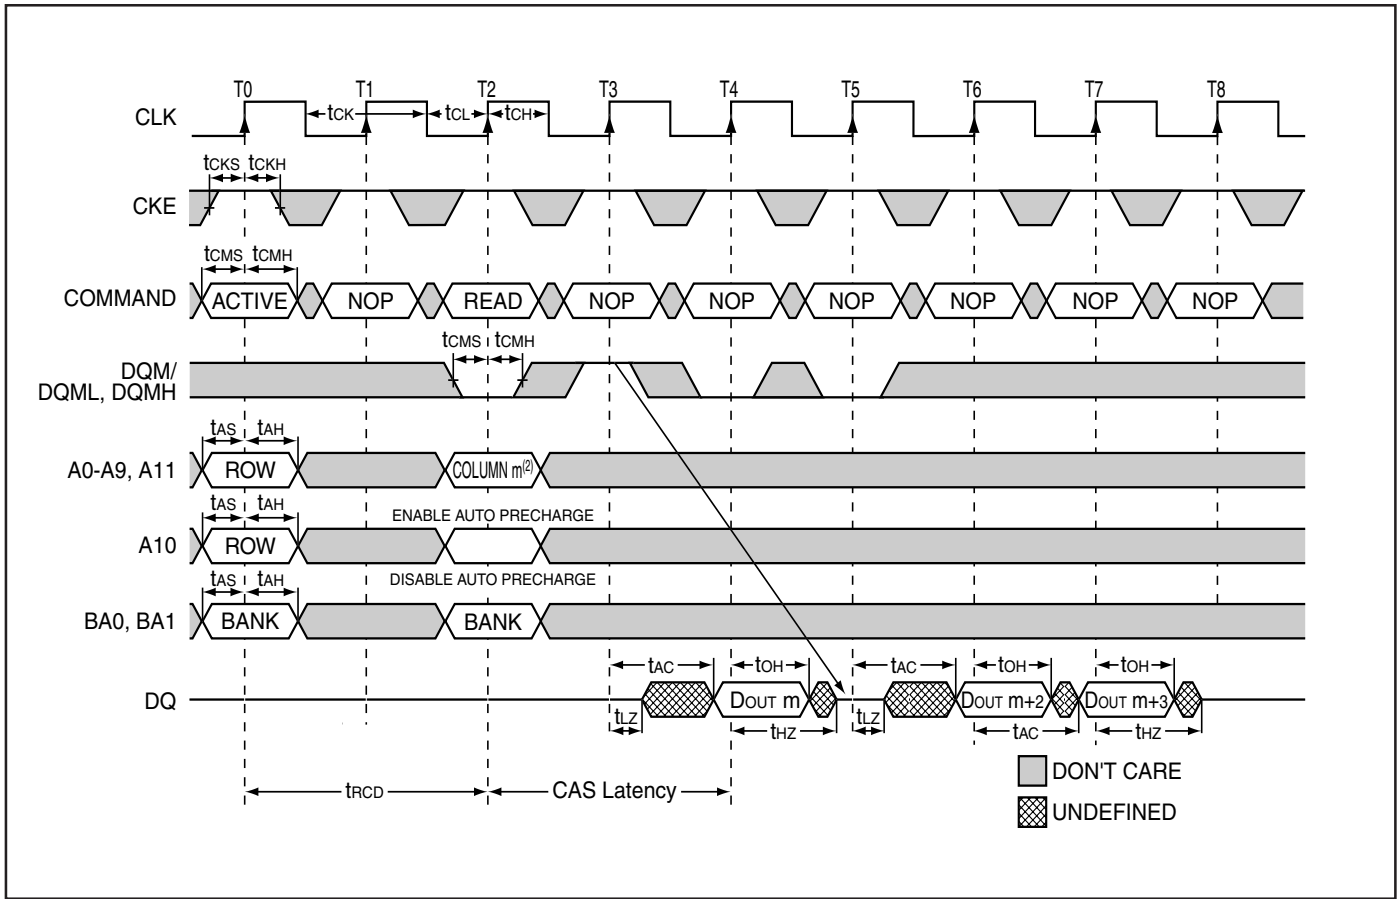 T0 T1 T2 T3 T4 T5 T6 T7 T8
CLK tCK tCL tCH
tCKS tCKH
CKE
tCMS tCMH
COMMAND ACTIVE NOP READ NOP NOP NOP NOP NOP NOP
tCMS tCMH
DQM/
DQML, DQMH
tAS tAH
A0-A9, A11 ROW COLUMN m(2)
tAS tAH ENABLE AUTO PRECHARGE
A10 ROW
tAS tAH DISABLE AUTO PRECHARGE
BA0, BA1 BANK BANK
tAC tOH tAC tOH tOH
DQ DOUT m DOUT m+2 DOUT m+3
tLZ tHZ tLZ tAC tHZ
DON'T CARE
tRCD CAS Latency
UNDEFINED